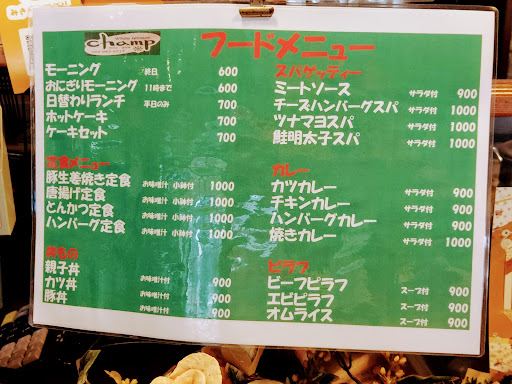 champ
フードメニュー
モーニング 終日 600
おにぎりモーニング 11時まで 600
日替わりランチ 平日のみ 700
ホットケーキ 700
ケーキセット 700
定食メニュー
豚生姜焼き定食 お味噌汁 小鉢付 1000
唐揚げ定食 お味噌汁 小鉢付 1000
とんかつ定食 お味噌汁 小鉢付 1000
ハンバーグ定食 お味噌汁 小鉢付 1000
丼もの
親子丼 お味噌汁付 900
カツ丼 お味噌汁付 900
豚丼 お味噌汁付 900
スパゲッティー
ミートソース サラダ付 900
チーズハンバーグスパ サラダ付 1000
ツナマヨスパ サラダ付 1000
鮭明太子スパ サラダ付 1000
カレー
カツカレー サラダ付 900
チキンカレー サラダ付 900
ハンバーグカレー サラダ付 900
焼きカレー サラダ付 1000
ピラフ
ビーフピラフ スープ付 900
エビピラフ スープ付 900
オムライス スープ付 900